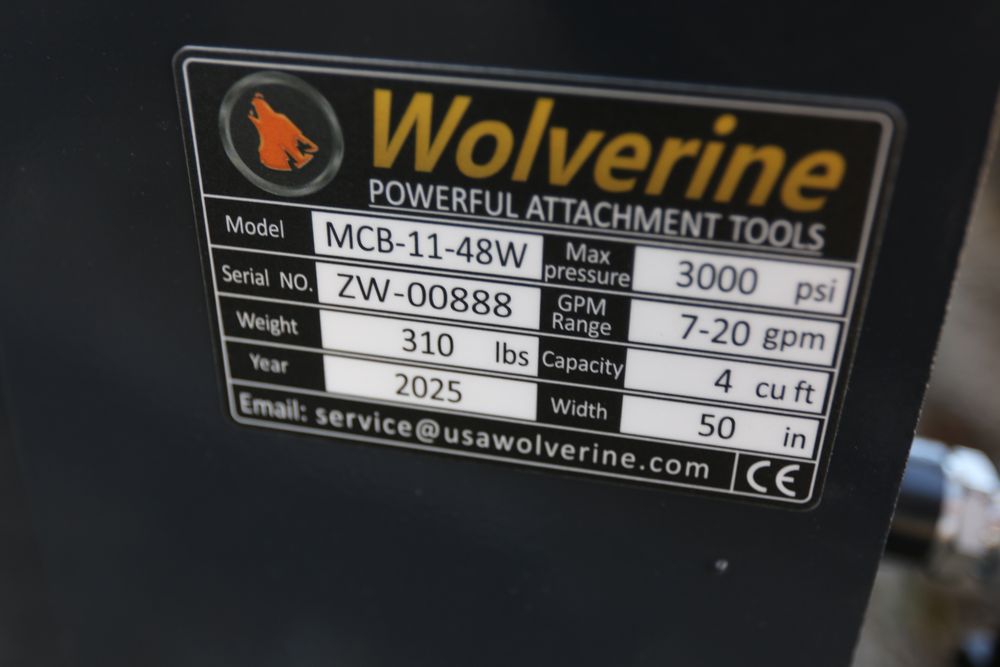 Wolverine
POWERFUL ATTACHMENT TOOLS
Model MCB-11-48W Max pressure 3000 psi
Serial NO. ZW-00888 GPM Range 7-20 gpm
Weight 310 lbs Capacity 4 cu ft
Year 2025 Width 50 in
Email: service@usawolverine.com CE